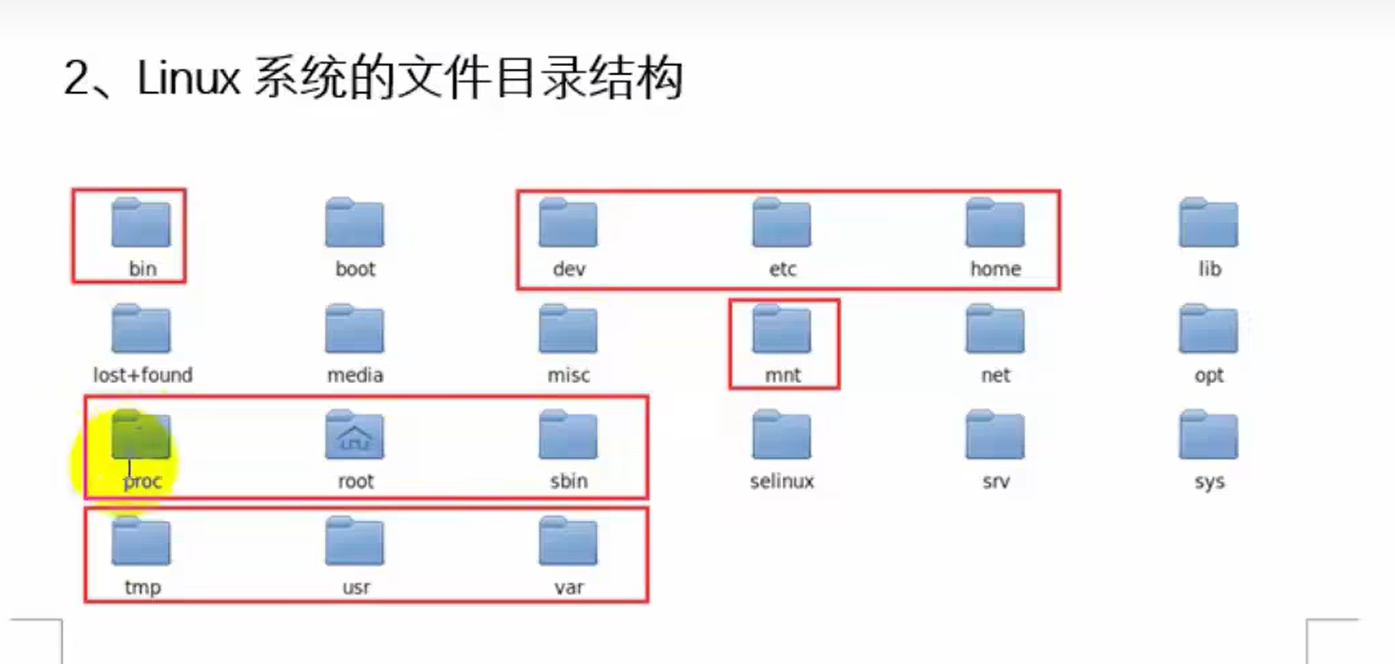 2、Linux 系统的文件目录结构
bin boot dev etc home lib
lost+found media misc mnt net opt
proc root sbin selinux srv sys
tmp usr var